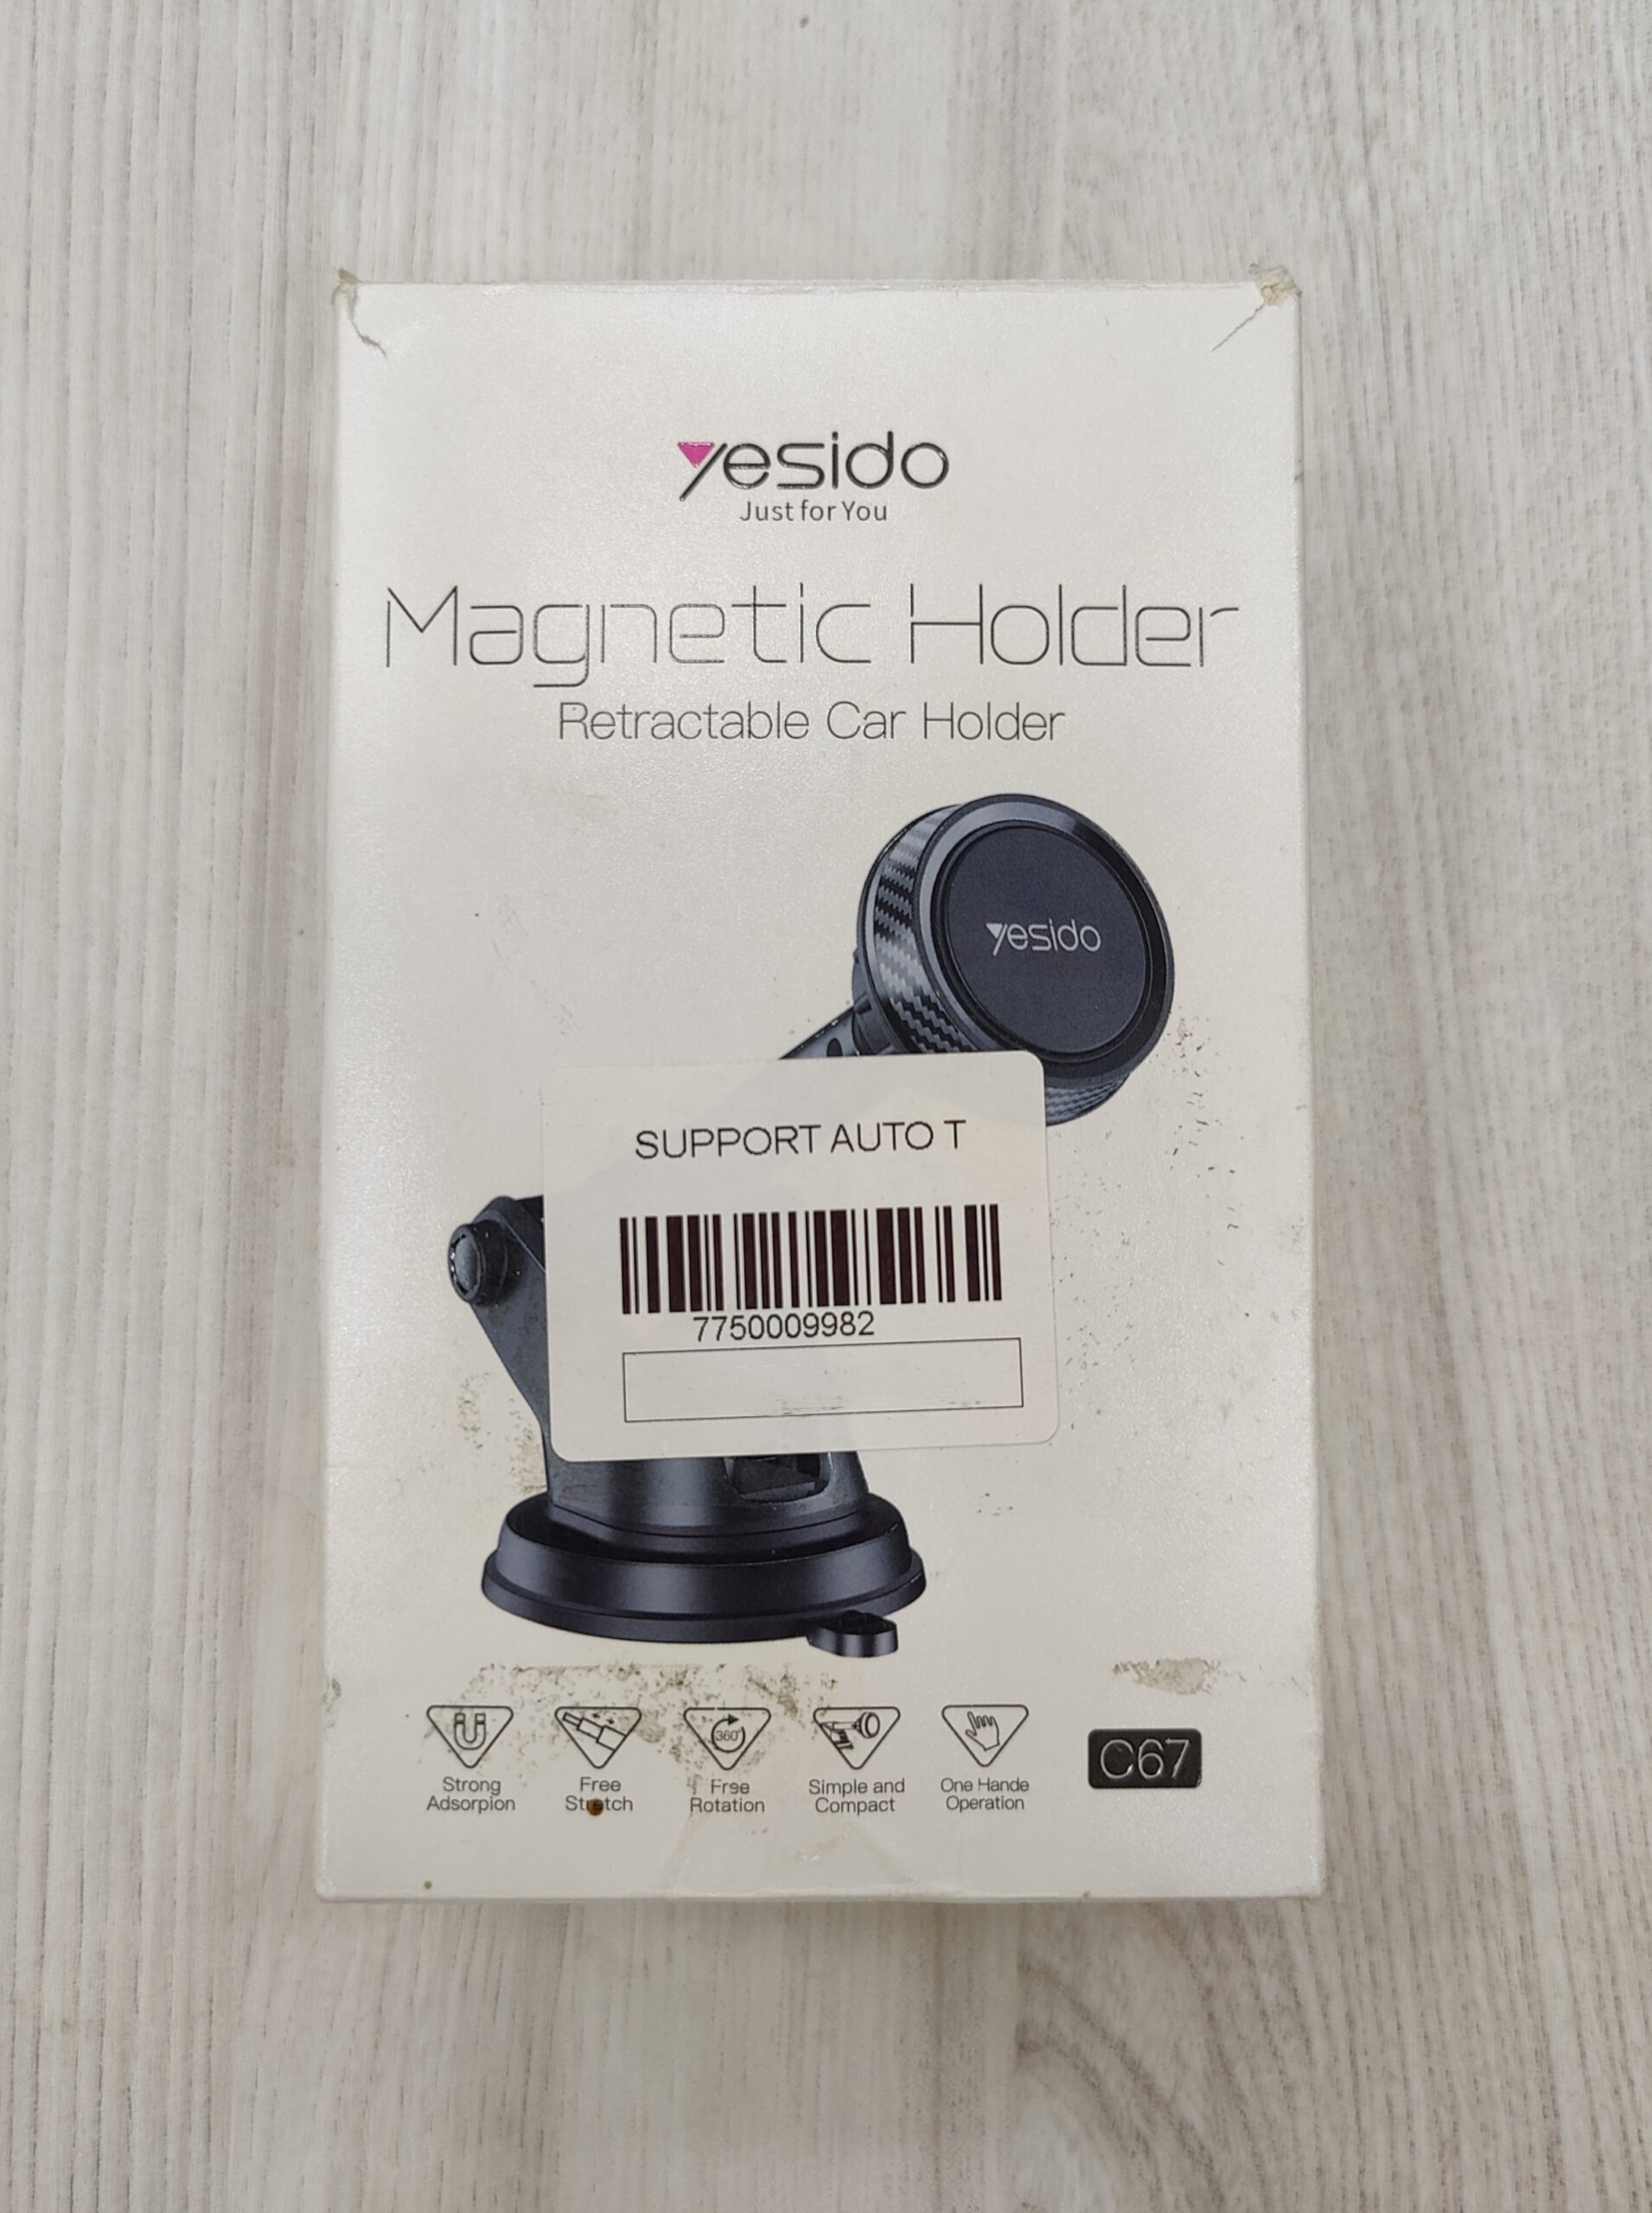 yesido
Just for You
Magnetic Holder
Retractable Car Holder
yesido
SUPPORT AUTO T
7750009982
360°
Strong
Adsorpion
Free
Stretch
Free
Rotation
Simple and
Compact
One Hande
Operation
C67